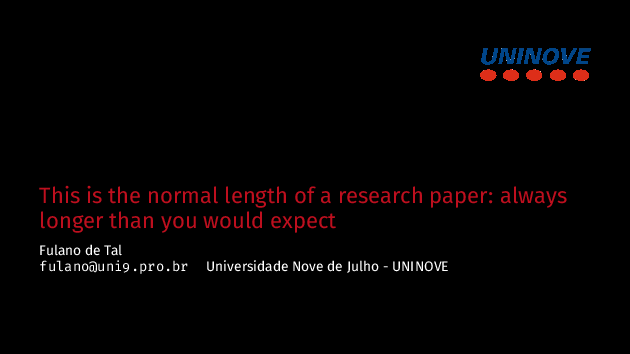 UNINOVE
This is the normal length of a research paper: always
longer than you would expect
Fulano de Tal
fulano@uni9.pro.br Universidade Nove de Julho - UNINOVE